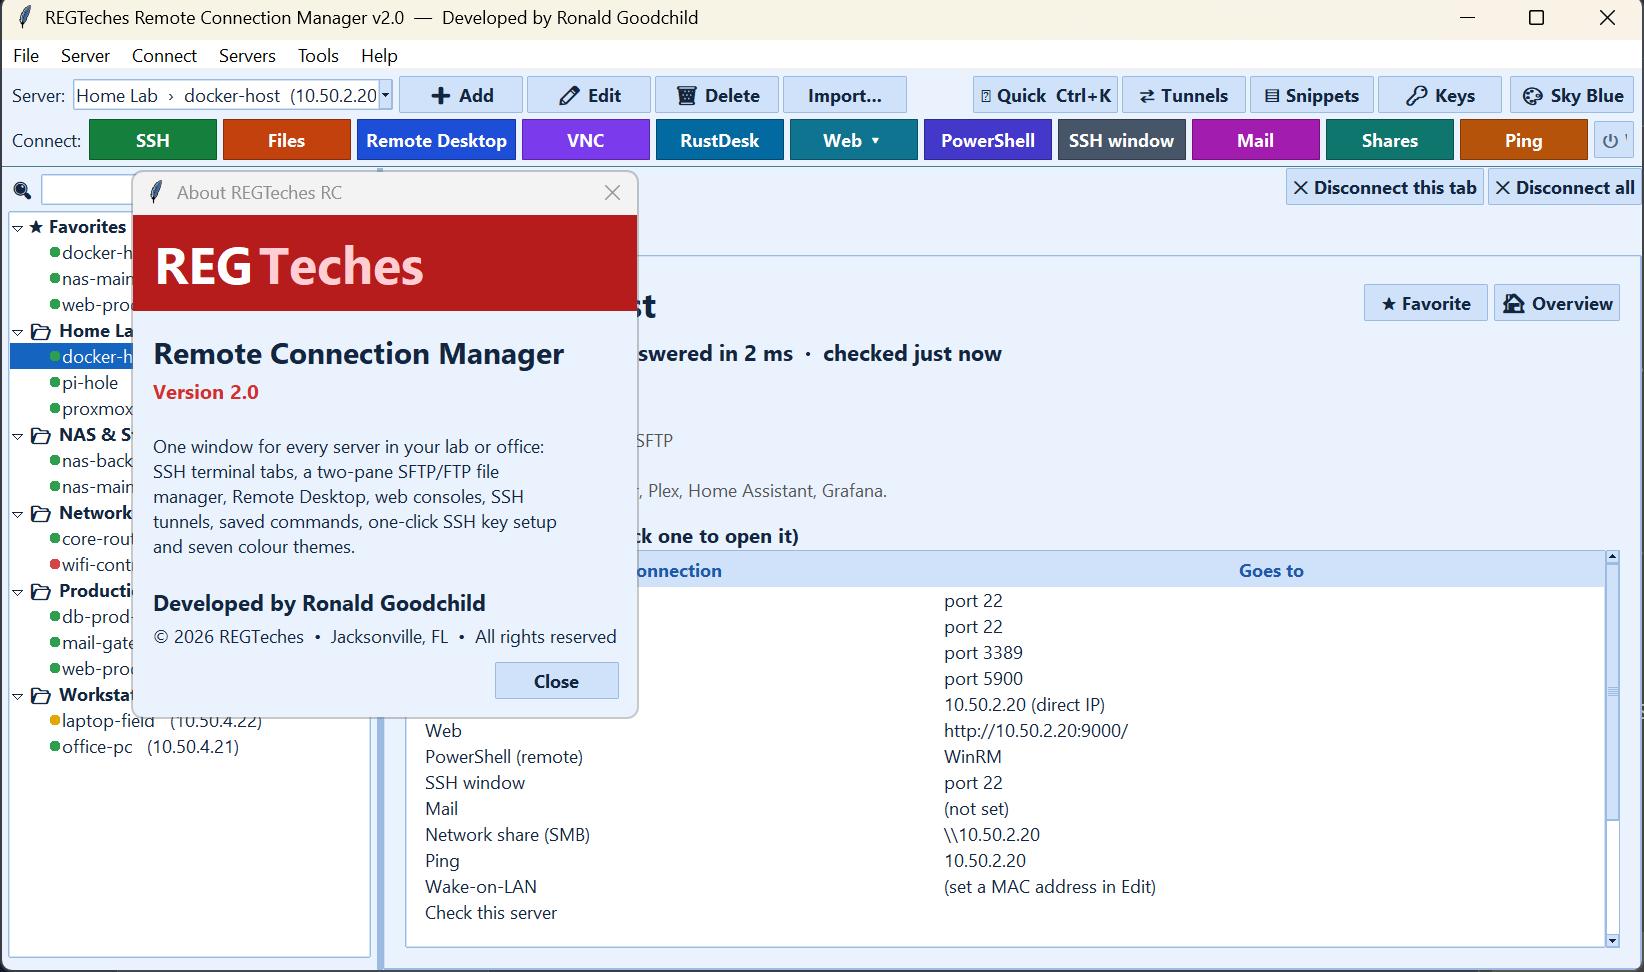 REGTeches Remote Connection Manager v2.0 — Developed by Ronald Goodchild
File Server Connect Servers Tools Help
Server: Home Lab › docker-host (10.50.2.20 Add Edit Delete Import... Quick Ctrl+K Tunnels Snippets Keys Sky Blue
Connect: SSH Files Remote Desktop VNC RustDesk Web ▾ PowerShell SSH window Mail Shares Ping
Disconnect this tab Disconnect all
About REGTeches RC
REGTeches
Remote Connection Manager
Version 2.0
One window for every server in your lab or office:
SSH terminal tabs, a two-pane SFTP/FTP file
manager, Remote Desktop, web consoles, SSH
tunnels, saved commands, one-click SSH key setup
and seven colour themes.
Developed by Ronald Goodchild
© 2026 REGTeches • Jacksonville, FL • All rights reserved
Close
★ Favorites
docker-h
nas-main
web-pro
Home La
docker-h
pi-hole
proxmox
NAS & S
nas-back
nas-main
Network
core-rout
wifi-cont
Producti
db-prod-
mail-gate
web-pro
Workstat
laptop-field (10.50.4.22)
office-pc (10.50.4.21)
st
★ Favorite Overview
swered in 2 ms · checked just now
SFTP
, Plex, Home Assistant, Grafana.
ck one to open it)
onnection Goes to
port 22
port 22
port 3389
port 5900
10.50.2.20 (direct IP)
Web http://10.50.2.20:9000/
PowerShell (remote) WinRM
SSH window port 22
Mail (not set)
Network share (SMB) \\10.50.2.20
Ping 10.50.2.20
Wake-on-LAN (set a MAC address in Edit)
Check this server